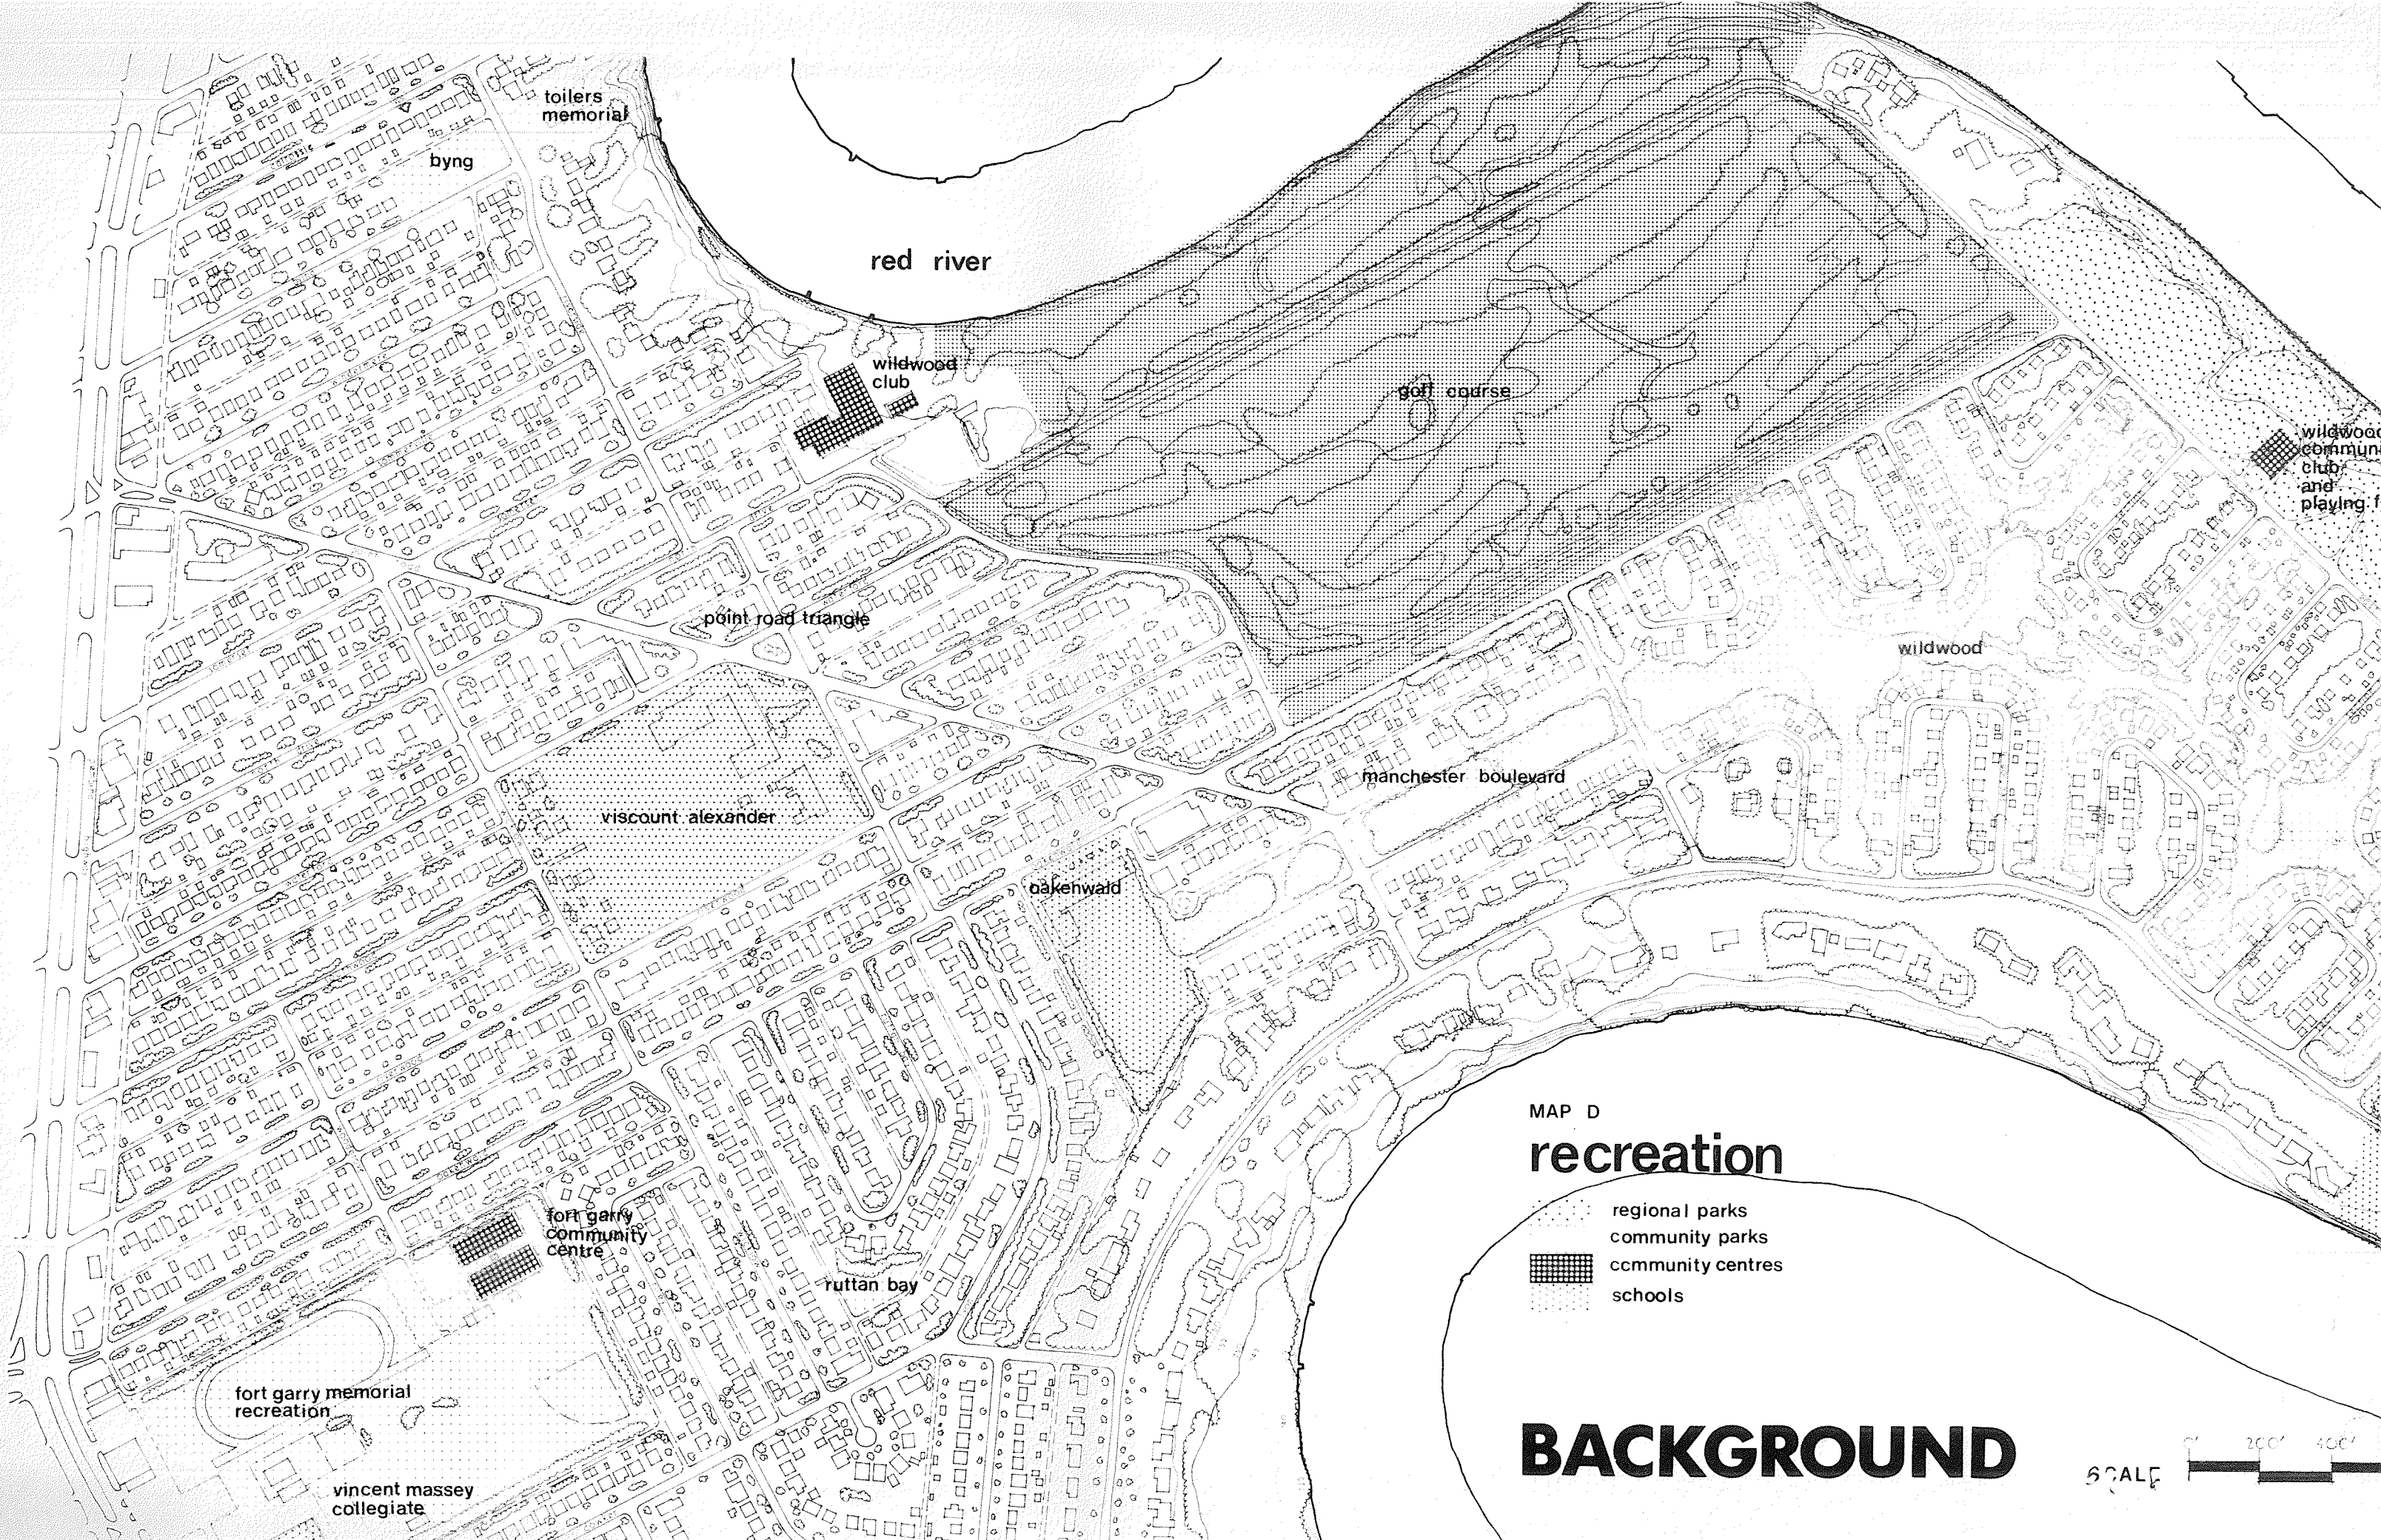 toilers
memorial
byng
red river
wildwood
club
golf course
wildwood
club
and
playing
point road triangle
wildwood
manchester boulevard
viscount alexander
oakenwald
MAP D
recreation
regional parks
community parks
ccmmunity centres
schools
fort garry
community
centre
ruttan bay
fort garry memorial
recreation
vincent massey
collegiate
BACKGROUND
SCALE
0' 200' 400'